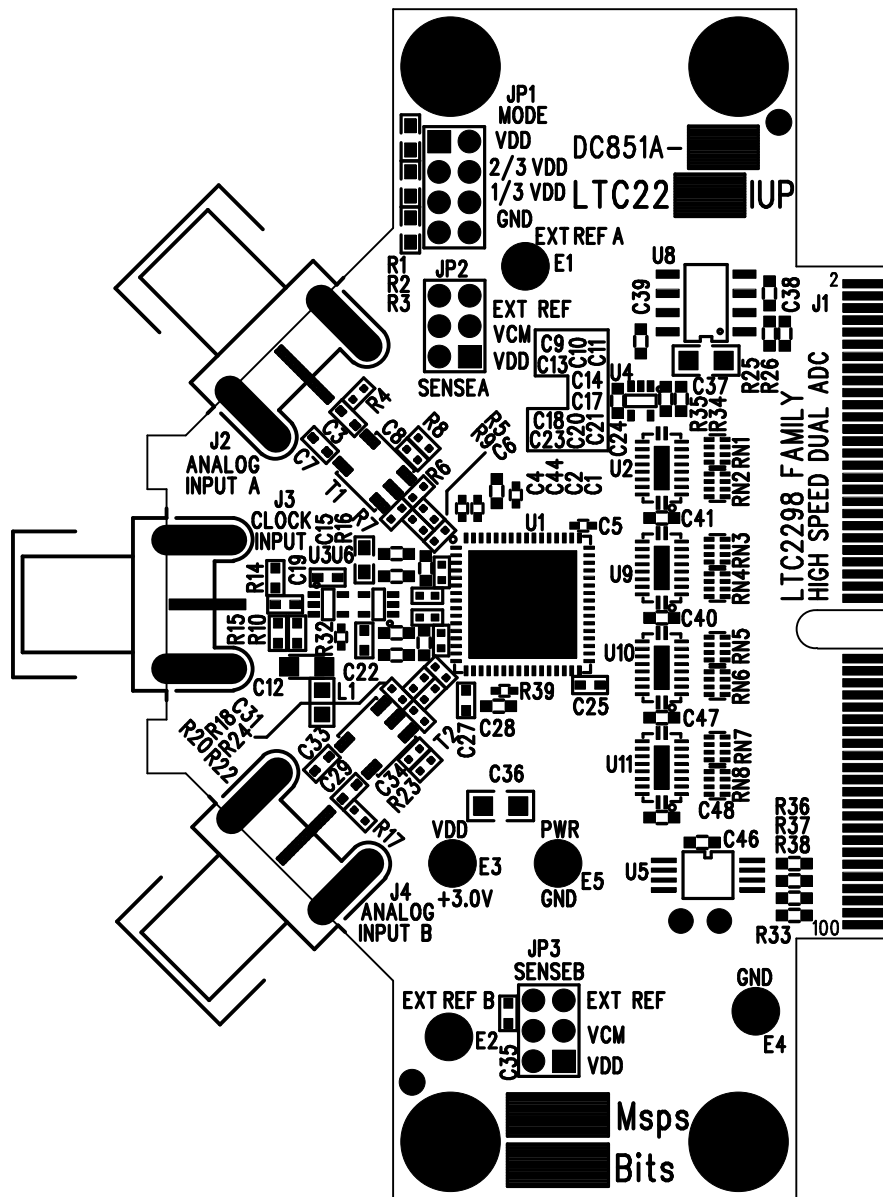 JP1
MODE
VDD
2/3 VDD
1/3 VDD
GND
DC851A-
LTC22
IUP
EXT REF A
E1
R1
R2
R3
JP2
EXT REF
VCM
VDD
SENSEA
U8
2
J1
C39
C38
R25
R26
C37
C9
C10
C11
C13
C14
C17
C18
C20
C21
C23
C24
U4
R35
R34
LTC2298 FAMILY
HIGH SPEED DUAL ADC
R4
C3
C8
R8
C7
T1
R6
R7
R5
R9
C6
J2
ANALOG
INPUT A
J3
CLOCK
INPUT
C15
R16
U3
U6
C4
C44
C2
C1
U1
C5
U2
RN1
RN2
C41
U9
RN3
RN4
C40
U10
RN5
RN6
C47
U11
RN7
RN8
C48
R14
C19
R15
R10
R32
C12
C22
L1
R39
C25
C27
C28
R18
C31
R20
R24
R22
C33
C29
C34
T2
R23
R17
C36
VDD
E3
+3.0V
PWR
E5
GND
C46
U5
R36
R37
R38
R33
100
J4
ANALOG
INPUT B
JP3
SENSEB
EXT REF B
E2
C35
EXT REF
VCM
VDD
GND
E4
Msps
Bits